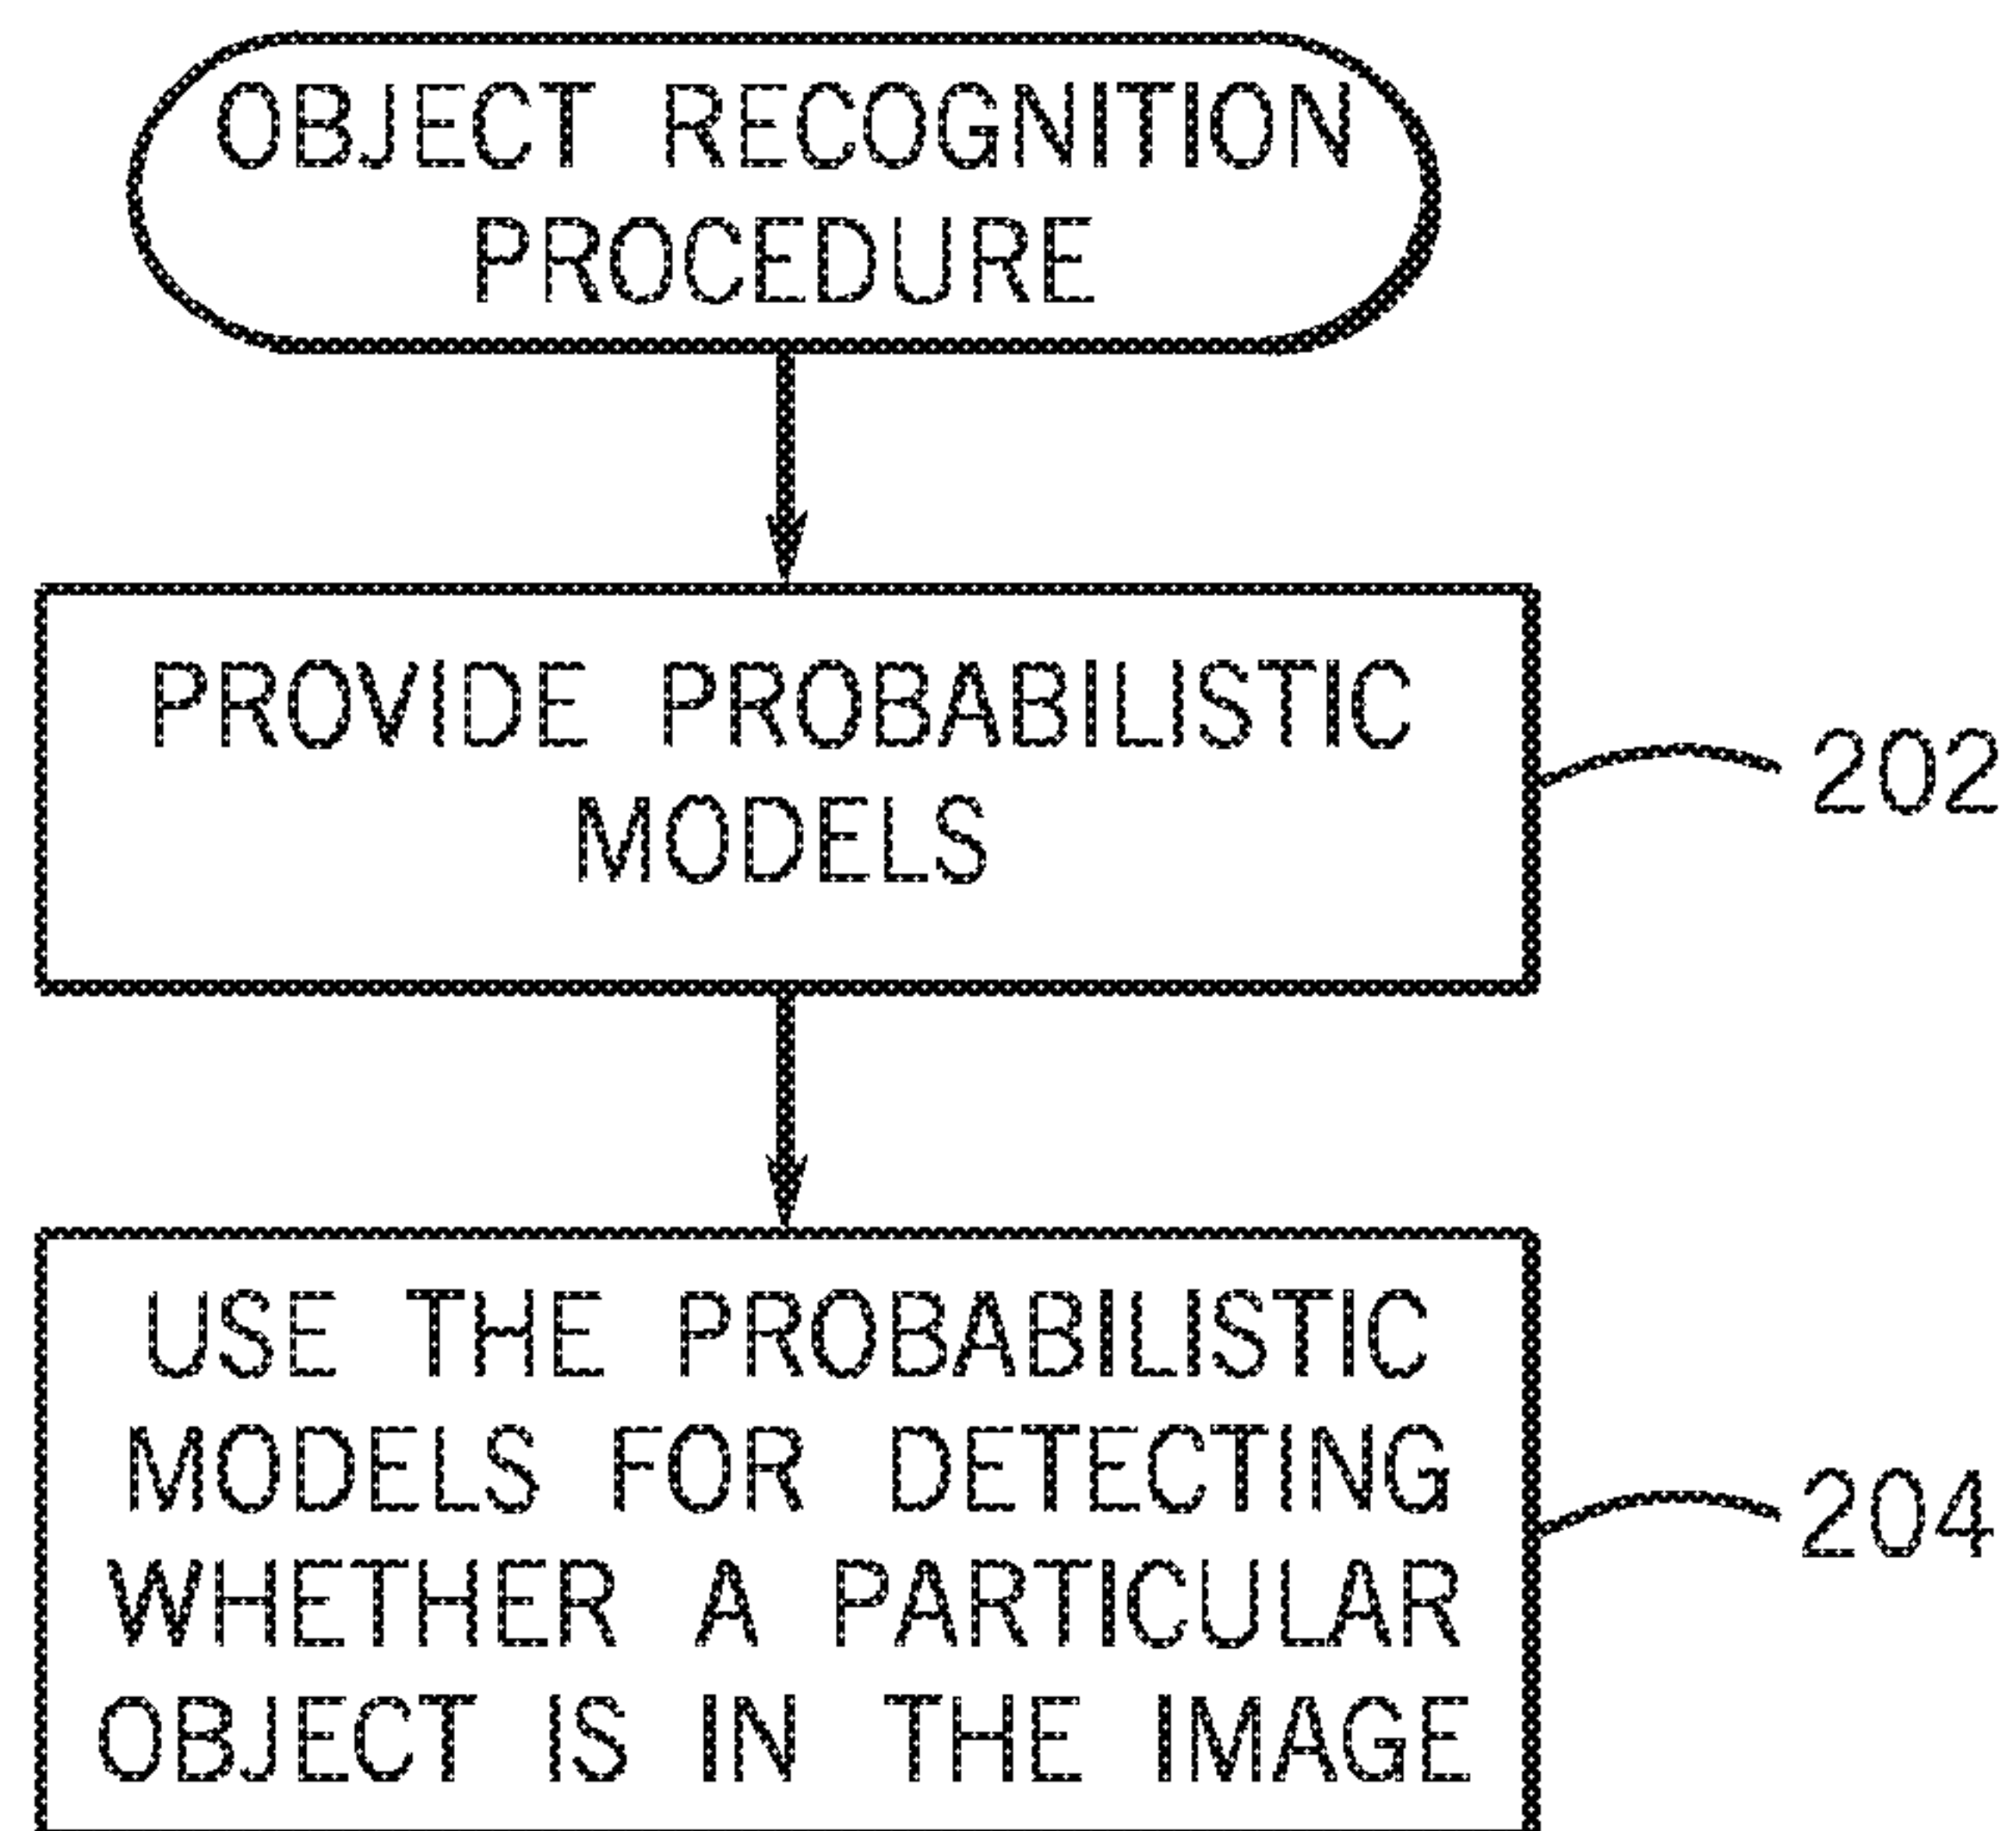 OBJECT RECOGNITION
PROCEDURE
PROVIDE PROBABILISTIC
MODELS
202
USE THE PROBABILISTIC
MODELS FOR DETECTING
WHETHER A PARTICULAR
OBJECT IS IN THE IMAGE
204